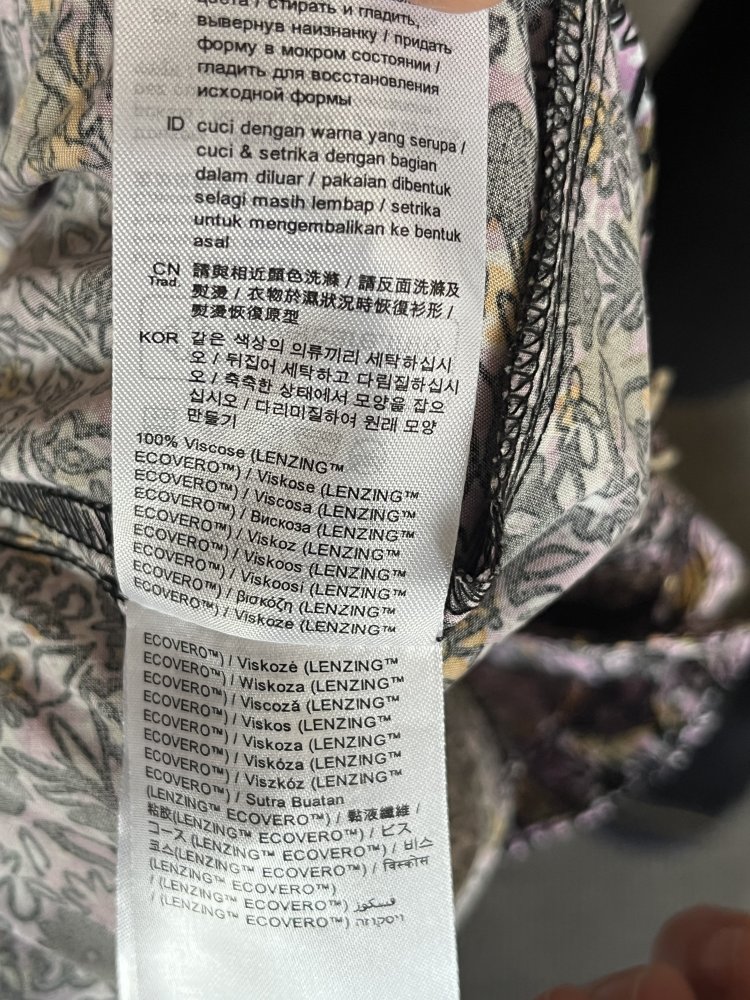 цвета / стирать и гладить,
вывернув наизнанку / придать
форму в мокром состоянии /
гладить для восстановления
исходной формы
ID cuci dengan warna yang serupa /
cuci & setrika dengan bagian
dalam diluar / pakaian dibentuk
selagi masih lembap / setrika
untuk mengembalikan ke bentuk
asal
CN Trad. 請與相近顏色洗滌 / 請反面洗滌及
熨燙 / 衣物於濕狀況時恢復衫形 /
熨燙恢復原型
KOR 같은 색상의 의류끼리 세탁하십시
오 / 뒤집어 세탁하고 다림질하십시
오 / 축축한 상태에서 모양을 잡으
십시오 / 다리미질하여 원래 모양
만들기
100% Viscose (LENZING™
ECOVERO™) / Viskose (LENZING™
ECOVERO™) / Viscosa (LENZING™
ECOVERO™) / Вискоза (LENZING™
ECOVERO™) / Viskoz (LENZING™
ECOVERO™) / Viskoos (LENZING™
ECOVERO™) / Viskoosi (LENZING™
ECOVERO™) / βισκόζη (LENZING™
ECOVERO™) / Viskoze (LENZING™
ECOVERO™) / Viskozė (LENZING™
ECOVERO™) / Wiskoza (LENZING™
ECOVERO™) / Viscoză (LENZING™
ECOVERO™) / Viskos (LENZING™
ECOVERO™) / Viskoza (LENZING™
ECOVERO™) / Viskóza (LENZING™
ECOVERO™) / Viszkóz (LENZING™
ECOVERO™) / Sutra Buatan
(LENZING™ ECOVERO™) / 黏液纖維 /
粘胶(LENZING™ ECOVERO™) / ビス
コース (LENZING™ ECOVERO™) / 비스
코스(LENZING™ ECOVERO™) / विस्कोस
(LENZING™ ECOVERO™)
/ (LENZING™ ECOVERO™) فسكوز
/ (LENZING™ ECOVERO™) ויסקוזה